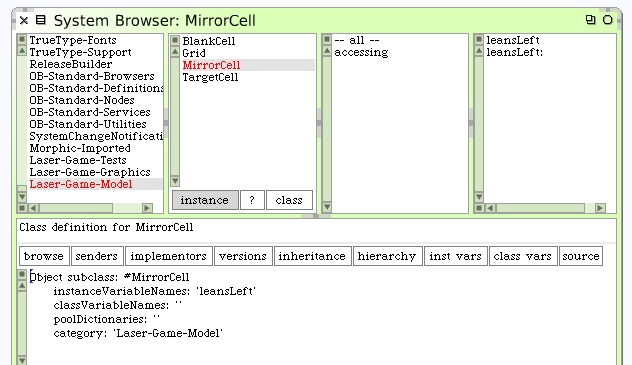 System Browser: MirrorCell
TrueType-Fonts
TrueType-Support
ReleaseBuilder
OB-Standard-Browsers
OB-Standard-Definitions
OB-Standard-Nodes
OB-Standard-Services
OB-Standard-Utilities
SystemChangeNotificati
Morphic-Imported
Laser-Game-Tests
Laser-Game-Graphics
Laser-Game-Model
BlankCell
Grid
MirrorCell
TargetCell
instance ? class
-- all --
accessing
leansLeft
leansLeft:
Class definition for MirrorCell
browse senders implementors versions inheritance hierarchy inst vars class vars source
Object subclass: #MirrorCell
instanceVariableNames: 'leansLeft'
classVariableNames: ''
poolDictionaries: ''
category: 'Laser-Game-Model'